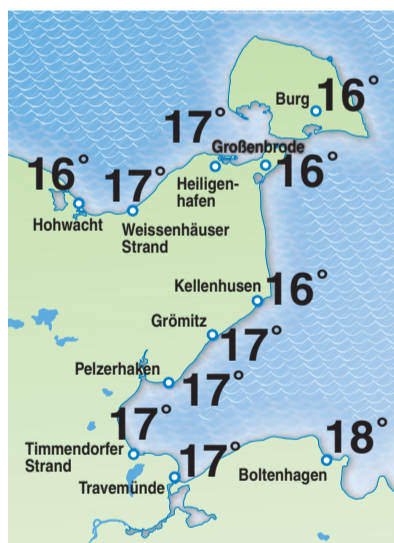 Burg
16°
17°
Großenbrode
16°
17°
Heiligen-
hafen
16°
Hohwacht
Weissenhäuser
Strand
Kellenhusen
16°
Grömitz
17°
Pelzerhaken
17°
17°
Timmendorfer
Strand
17°
Travemünde
18°
Boltenhagen